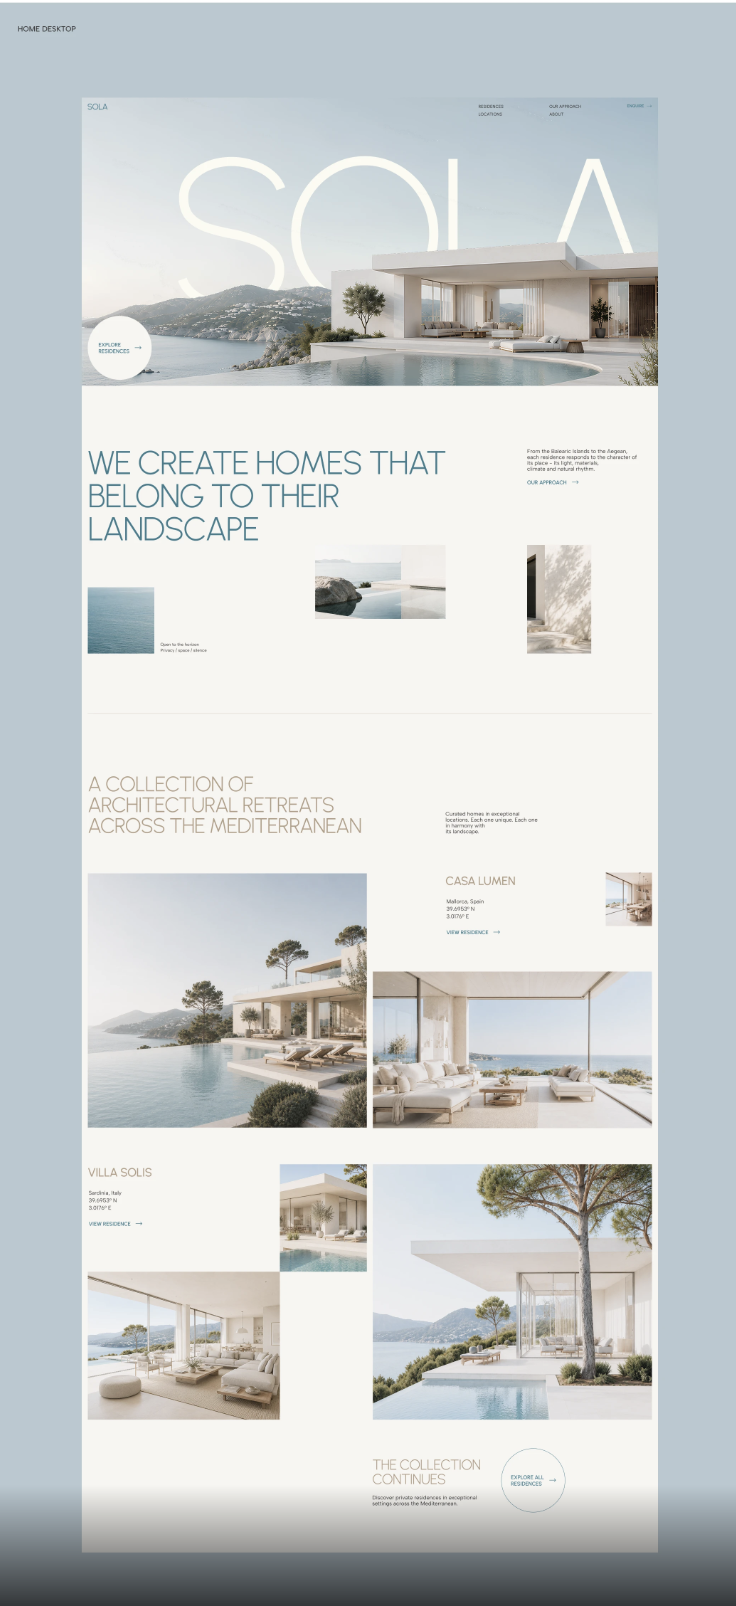 HOME DESKTOP
SOLA
RESIDENCES
LOCATIONS
OUR APPROACH
ABOUT
SOLA
EXPLORE
RESIDENCES
WE CREATE HOMES THAT
BELONG TO THEIR
LANDSCAPE
From the Balearic Islands to the Aegean,
each residence responds to the character of
its place – its light, materials,
climate and natural rhythm.
OUR APPROACH
Open to the horizon
Privacy / space / silence
A COLLECTION OF
ARCHITECTURAL RETREATS
ACROSS THE MEDITERRANEAN
Curated homes in exceptional
locations. Each one unique. Each one
in harmony with
its landscape.
CASA LUMEN
Mallorca, Spain
39.6953° N
3.0176° E
VIEW RESIDENCE
VILLA SOLIS
Sardinia, Italy
39.6953° N
3.0176° E
VIEW RESIDENCE
THE COLLECTION
CONTINUES
Discover private residences in exceptional
settings across the Mediterranean.
EXPLORE ALL
RESIDENCES